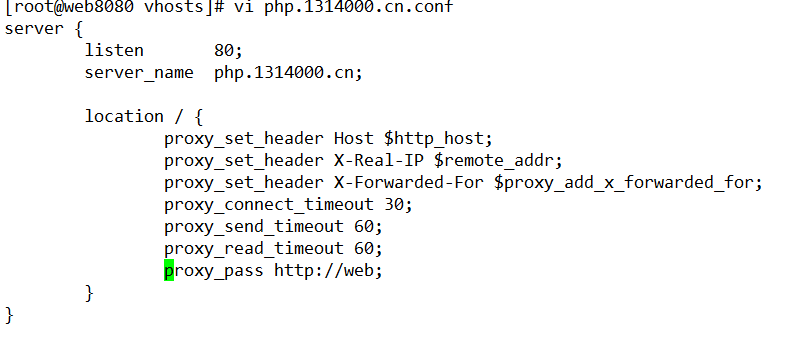 [root@web8080 vhosts]# vi php.1314000.cn.conf
server {
        listen       80;
        server_name  php.1314000.cn;

        location / {
                proxy_set_header Host $http_host;
                proxy_set_header X-Real-IP $remote_addr;
                proxy_set_header X-Forwarded-For $proxy_add_x_forwarded_for;
                proxy_connect_timeout 30;
                proxy_send_timeout 60;
                proxy_read_timeout 60;
                proxy_pass http://web;
        }
}